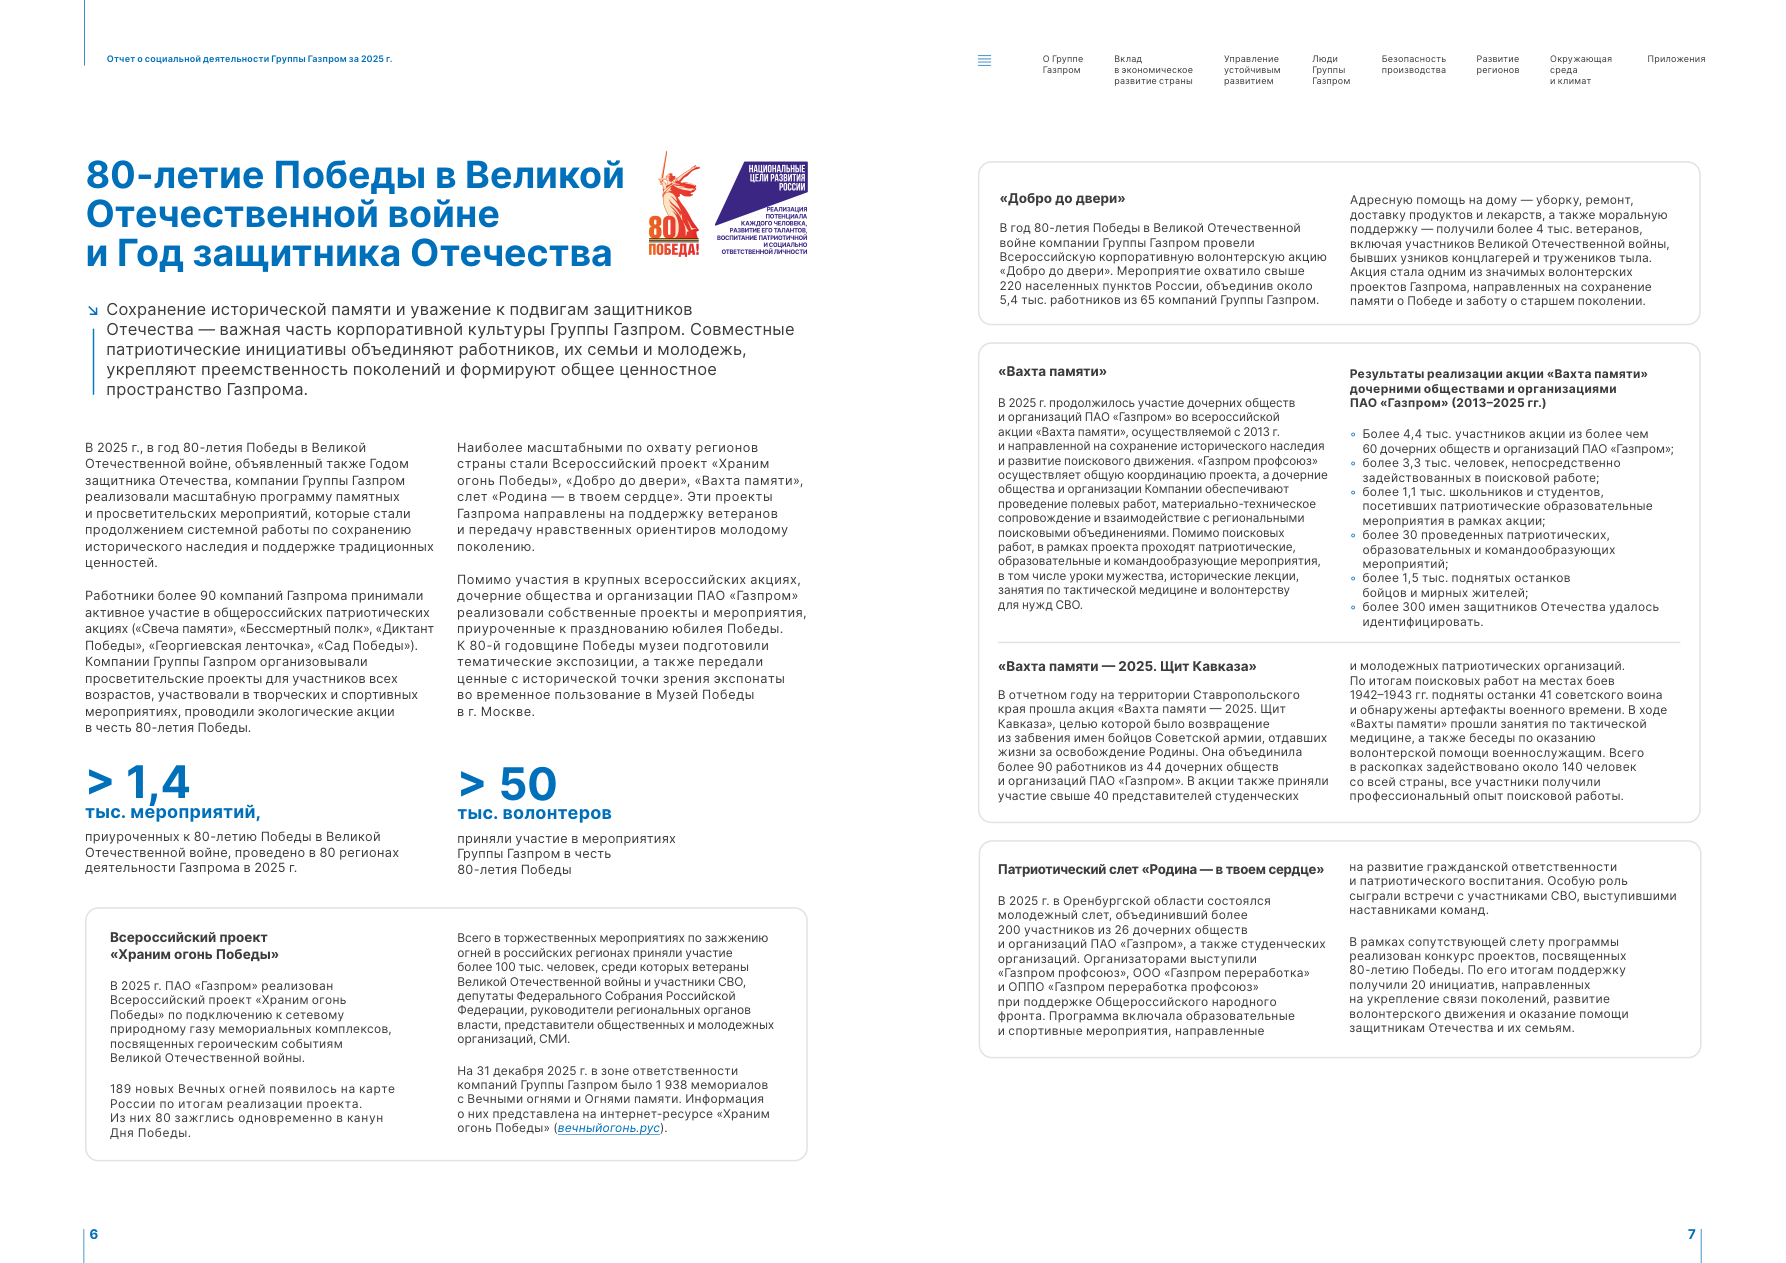 Отчет о социальной деятельности Группы Газпром за 2025 г.
80-летие Победы в Великой
Отечественной войне
и Год защитника Отечества
80
ПОБЕДА!
НАЦИОНАЛЬНЫЕ
ЦЕЛИ РАЗВИТИЯ
РОССИИ
РЕАЛИЗАЦИЯ
ПОТЕНЦИАЛА
КАЖДОГО ЧЕЛОВЕКА,
РАЗВИТИЕ ЕГО ТАЛАНТОВ,
ВОСПИТАНИЕ ПАТРИОТИЧНОЙ
И СОЦИАЛЬНО
ОТВЕТСТВЕННОЙ ЛИЧНОСТИ
Сохранение исторической памяти и уважение к подвигам защитников
Отечества — важная часть корпоративной культуры Группы Газпром. Совместные
патриотические инициативы объединяют работников, их семьи и молодежь,
укрепляют преемственность поколений и формируют общее ценностное
пространство Газпрома.
В 2025 г., в год 80-летия Победы в Великой
Отечественной войне, объявленный также Годом
защитника Отечества, компании Группы Газпром
реализовали масштабную программу памятных
и просветительских мероприятий, которые стали
продолжением системной работы по сохранению
исторического наследия и поддержке традиционных
ценностей.
Работники более 90 компаний Газпрома принимали
активное участие в общероссийских патриотических
акциях («Свеча памяти», «Бессмертный полк», «Диктант
Победы», «Георгиевская ленточка», «Сад Победы»).
Компании Группы Газпром организовывали
просветительские проекты для участников всех
возрастов, участвовали в творческих и спортивных
мероприятиях, проводили экологические акции
в честь 80-летия Победы.
Наиболее масштабными по охвату регионов
страны стали Всероссийский проект «Храним
огонь Победы», «Добро до двери», «Вахта памяти»,
слет «Родина — в твоем сердце». Эти проекты
Газпрома направлены на поддержку ветеранов
и передачу нравственных ориентиров молодому
поколению.
Помимо участия в крупных всероссийских акциях,
дочерние общества и организации ПАО «Газпром»
реализовали собственные проекты и мероприятия,
приуроченные к празднованию юбилея Победы.
К 80-й годовщине Победы музеи подготовили
тематические экспозиции, а также передали
ценные с исторической точки зрения экспонаты
во временное пользование в Музей Победы
в г. Москве.
> 1,4
тыс. мероприятий,
приуроченных к 80-летию Победы в Великой
Отечественной войне, проведено в 80 регионах
деятельности Газпрома в 2025 г.
> 50
тыс. волонтеров
приняли участие в мероприятиях
Группы Газпром в честь
80-летия Победы
Всероссийский проект
«Храним огонь Победы»
В 2025 г. ПАО «Газпром» реализован
Всероссийский проект «Храним огонь
Победы» по подключению к сетевому
природному газу мемориальных комплексов,
посвященных героическим событиям
Великой Отечественной войны.
189 новых Вечных огней появилось на карте
России по итогам реализации проекта.
Из них 80 зажглись одновременно в канун
Дня Победы.
Всего в торжественных мероприятиях по зажжению
огней в российских регионах приняли участие
более 100 тыс. человек, среди которых ветераны
Великой Отечественной войны и участники СВО,
депутаты Федерального Собрания Российской
Федерации, руководители региональных органов
власти, представители общественных и молодежных
организаций, СМИ.
На 31 декабря 2025 г. в зоне ответственности
компаний Группы Газпром было 1 938 мемориалов
с Вечными огнями и Огнями памяти. Информация
о них представлена на интернет-ресурсе «Храним
огонь Победы» (вечныйогонь.рус).
6
О Группе
Газпром
Вклад
в экономическое
развитие страны
Управление
устойчивым
развитием
Люди
Группы
Газпром
Безопасность
производства
Развитие
регионов
Окружающая
среда
и климат
Приложения
«Добро до двери»
В год 80-летия Победы в Великой Отечественной
войне компании Группы Газпром провели
Всероссийскую корпоративную волонтерскую акцию
«Добро до двери». Мероприятие охватило свыше
220 населенных пунктов России, объединив около
5,4 тыс. работников из 65 компаний Группы Газпром.
Адресную помощь на дому — уборку, ремонт,
доставку продуктов и лекарств, а также моральную
поддержку — получили более 4 тыс. ветеранов,
включая участников Великой Отечественной войны,
бывших узников концлагерей и тружеников тыла.
Акция стала одним из значимых волонтерских
проектов Газпрома, направленных на сохранение
памяти о Победе и заботу о старшем поколении.
«Вахта памяти»
В 2025 г. продолжилось участие дочерних обществ
и организаций ПАО «Газпром» во всероссийской
акции «Вахта памяти», осуществляемой с 2013 г.
и направленной на сохранение исторического наследия
и развитие поискового движения. «Газпром профсоюз»
осуществляет общую координацию проекта, а дочерние
общества и организации Компании обеспечивают
проведение полевых работ, материально-техническое
сопровождение и взаимодействие с региональными
поисковыми объединениями. Помимо поисковых
работ, в рамках проекта проходят патриотические,
образовательные и командообразующие мероприятия,
в том числе уроки мужества, исторические лекции,
занятия по тактической медицине и волонтерству
для нужд СВО.
Результаты реализации акции «Вахта памяти»
дочерними обществами и организациями
ПАО «Газпром» (2013–2025 гг.)
Более 4,4 тыс. участников акции из более чем
60 дочерних обществ и организаций ПАО «Газпром»;
более 3,3 тыс. человек, непосредственно
задействованных в поисковой работе;
более 1,1 тыс. школьников и студентов,
посетивших патриотические образовательные
мероприятия в рамках акции;
более 30 проведенных патриотических,
образовательных и командообразующих
мероприятий;
более 1,5 тыс. поднятых останков
бойцов и мирных жителей;
более 300 имен защитников Отечества удалось
идентифицировать.
«Вахта памяти — 2025. Щит Кавказа»
В отчетном году на территории Ставропольского
края прошла акция «Вахта памяти — 2025. Щит
Кавказа», целью которой было возвращение
из забвения имен бойцов Советской армии, отдавших
жизни за освобождение Родины. Она объединила
более 90 работников из 44 дочерних обществ
и организаций ПАО «Газпром». В акции также приняли
участие свыше 40 представителей студенческих
и молодежных патриотических организаций.
По итогам поисковых работ на местах боев
1942–1943 гг. подняты останки 41 советского воина
и обнаружены артефакты военного времени. В ходе
«Вахты памяти» прошли занятия по тактической
медицине, а также беседы по оказанию
волонтерской помощи военнослужащим. Всего
в раскопках задействовано около 140 человек
со всей страны, все участники получили
профессиональный опыт поисковой работы.
Патриотический слет «Родина — в твоем сердце»
В 2025 г. в Оренбургской области состоялся
молодежный слет, объединивший более
200 участников из 26 дочерних обществ
и организаций ПАО «Газпром», а также студенческих
организаций. Организаторами выступили
«Газпром профсоюз», ООО «Газпром переработка»
и ОППО «Газпром переработка профсоюз»
при поддержке Общероссийского народного
фронта. Программа включала образовательные
и спортивные мероприятия, направленные
на развитие гражданской ответственности
и патриотического воспитания. Особую роль
сыграли встречи с участниками СВО, выступившими
наставниками команд.
В рамках сопутствующей слету программы
реализован конкурс проектов, посвященных
80-летию Победы. По его итогам поддержку
получили 20 инициатив, направленных
на укрепление связи поколений, развитие
волонтерского движения и оказание помощи
защитникам Отечества и их семьям.
7